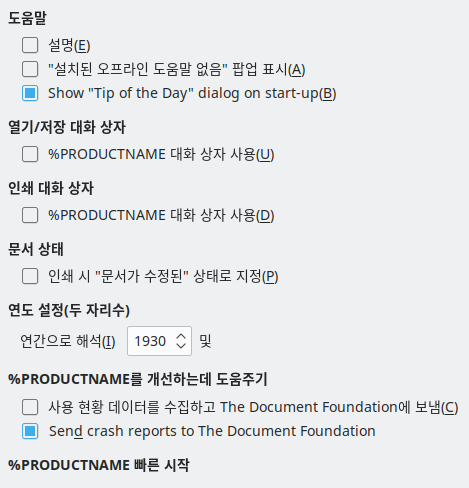 도움말
설명(E)
"설치된 오프라인 도움말 없음" 팝업 표시(A)
Show "Tip of the Day" dialog on start-up(B)
열기/저장 대화 상자
%PRODUCTNAME 대화 상자 사용(U)
인쇄 대화 상자
%PRODUCTNAME 대화 상자 사용(D)
문서 상태
인쇄 시 "문서가 수정된" 상태로 지정(P)
연도 설정(두 자리수)
연간으로 해석(I) 1930 및
%PRODUCTNAME를 개선하는데 도움주기
사용 현황 데이터를 수집하고 The Document Foundation에 보냄(C)
Send crash reports to The Document Foundation
%PRODUCTNAME 빠른 시작